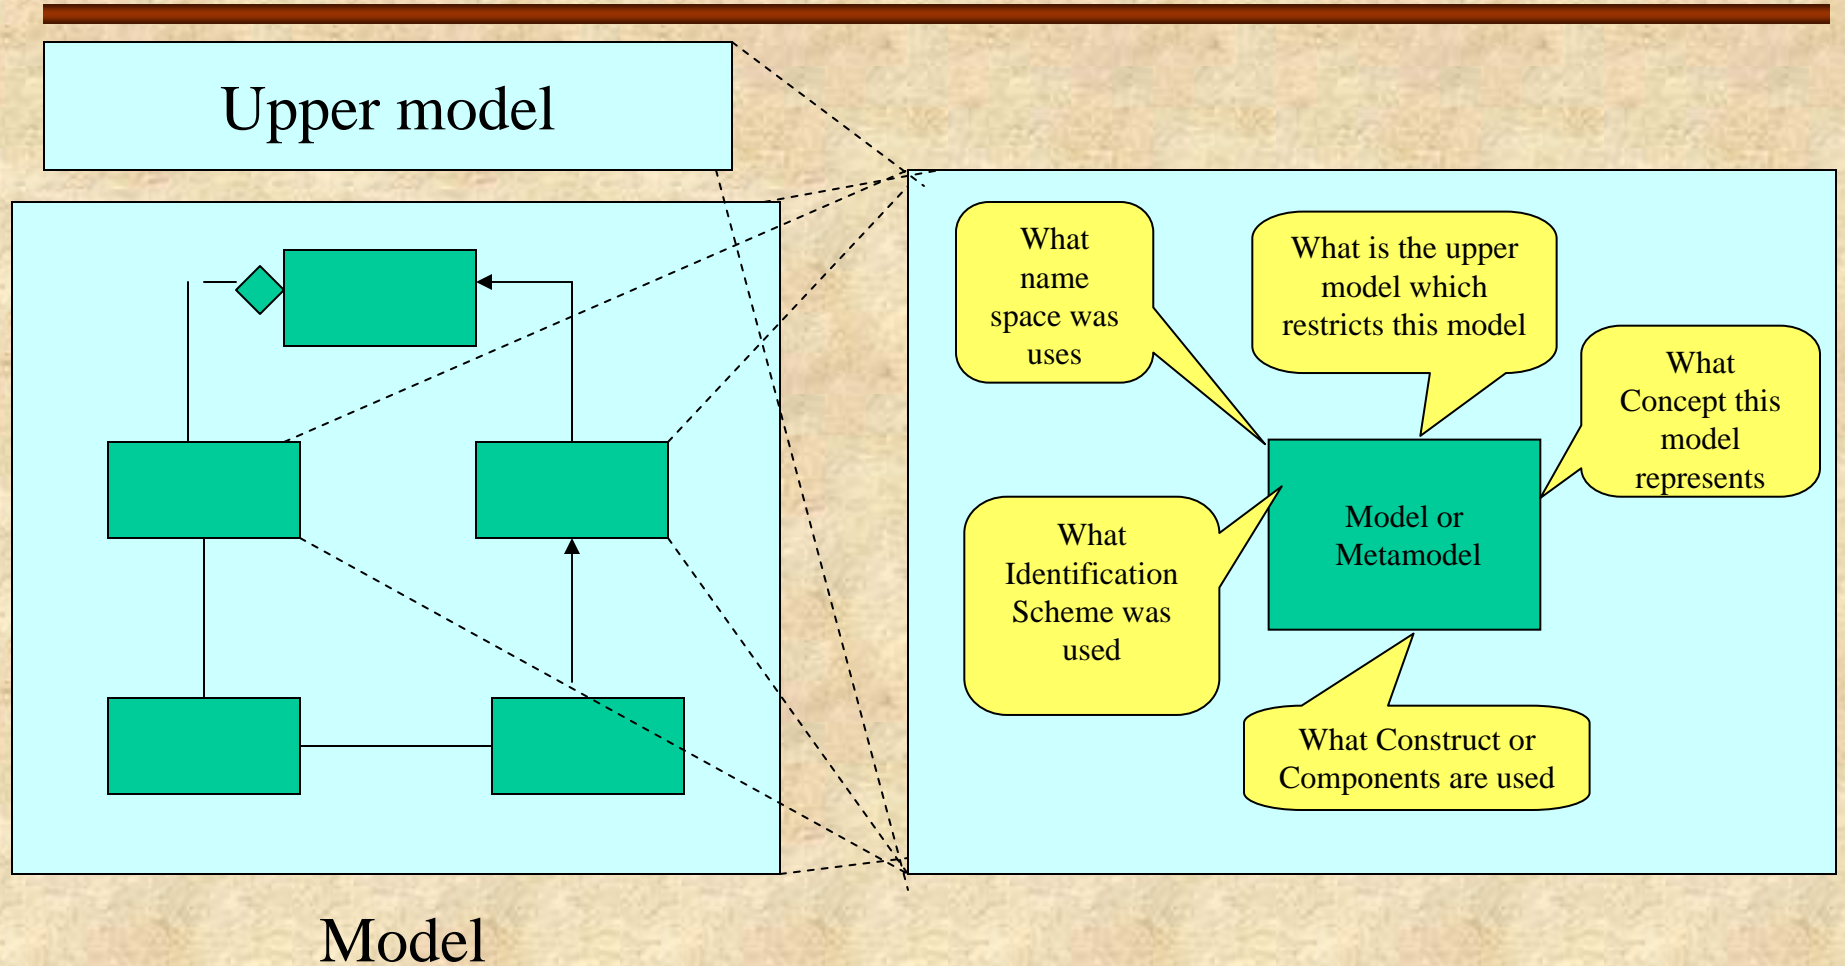 Upper model
What
name
space was
uses
What is the upper
model which
restricts this model
What
Concept this
model
represents
What
Identification
Scheme was
used
Model or
Metamodel
What Construct or
Components are used
Model